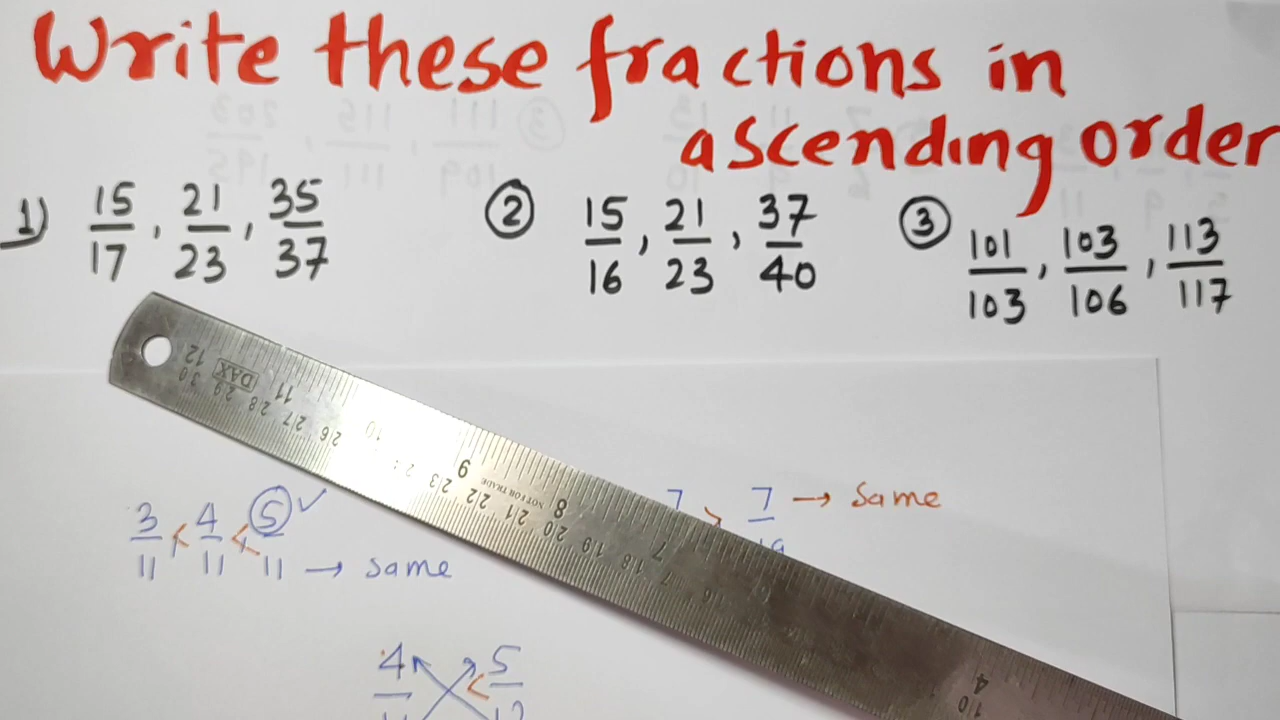 Write these fractions in
ascending order
1) 15/17, 21/23, 35/37
② 15/16, 21/23, 37/40
③ 101/103, 103/106, 113/117
DAX
NOT FOR TRADE
3/11 < 4/11 < 5/11 → same
7 > 7 → Same
4 < 5